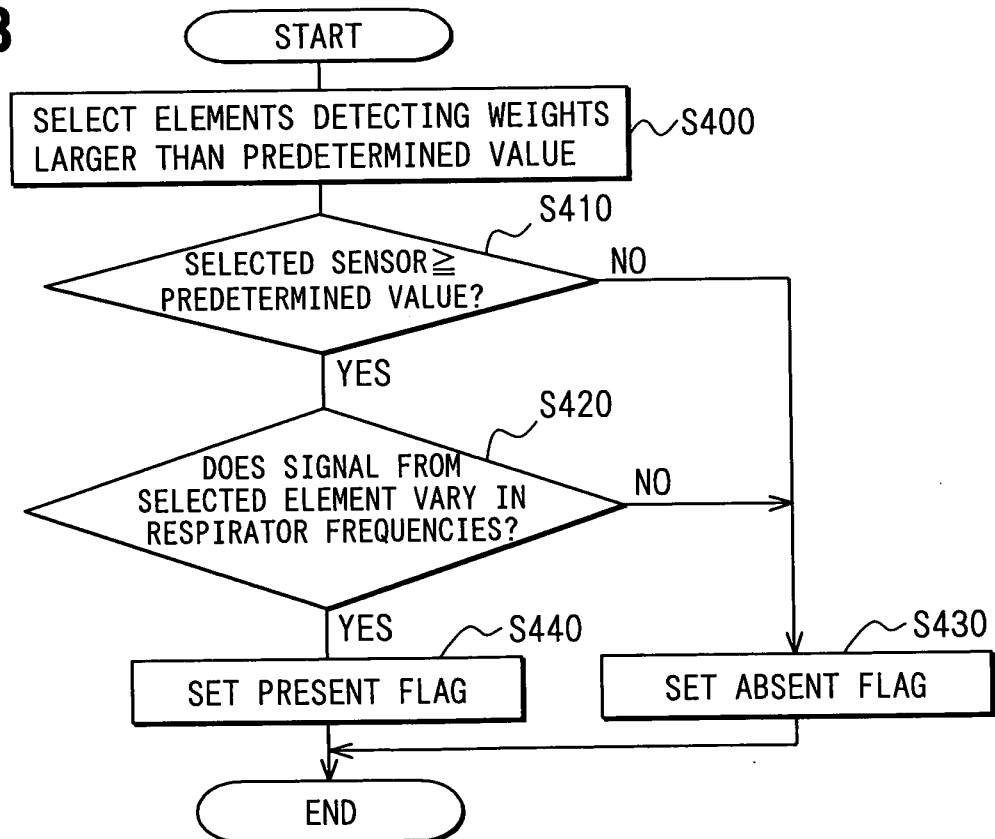 START
SELECT ELEMENTS DETECTING WEIGHTS
LARGER THAN PREDETERMINED VALUE
S400
S410
SELECTED SENSOR≧
PREDETERMINED VALUE?
NO
YES
S420
DOES SIGNAL FROM
SELECTED ELEMENT VARY IN
RESPIRATOR FREQUENCIES?
NO
YES
S440
SET PRESENT FLAG
S430
SET ABSENT FLAG
END